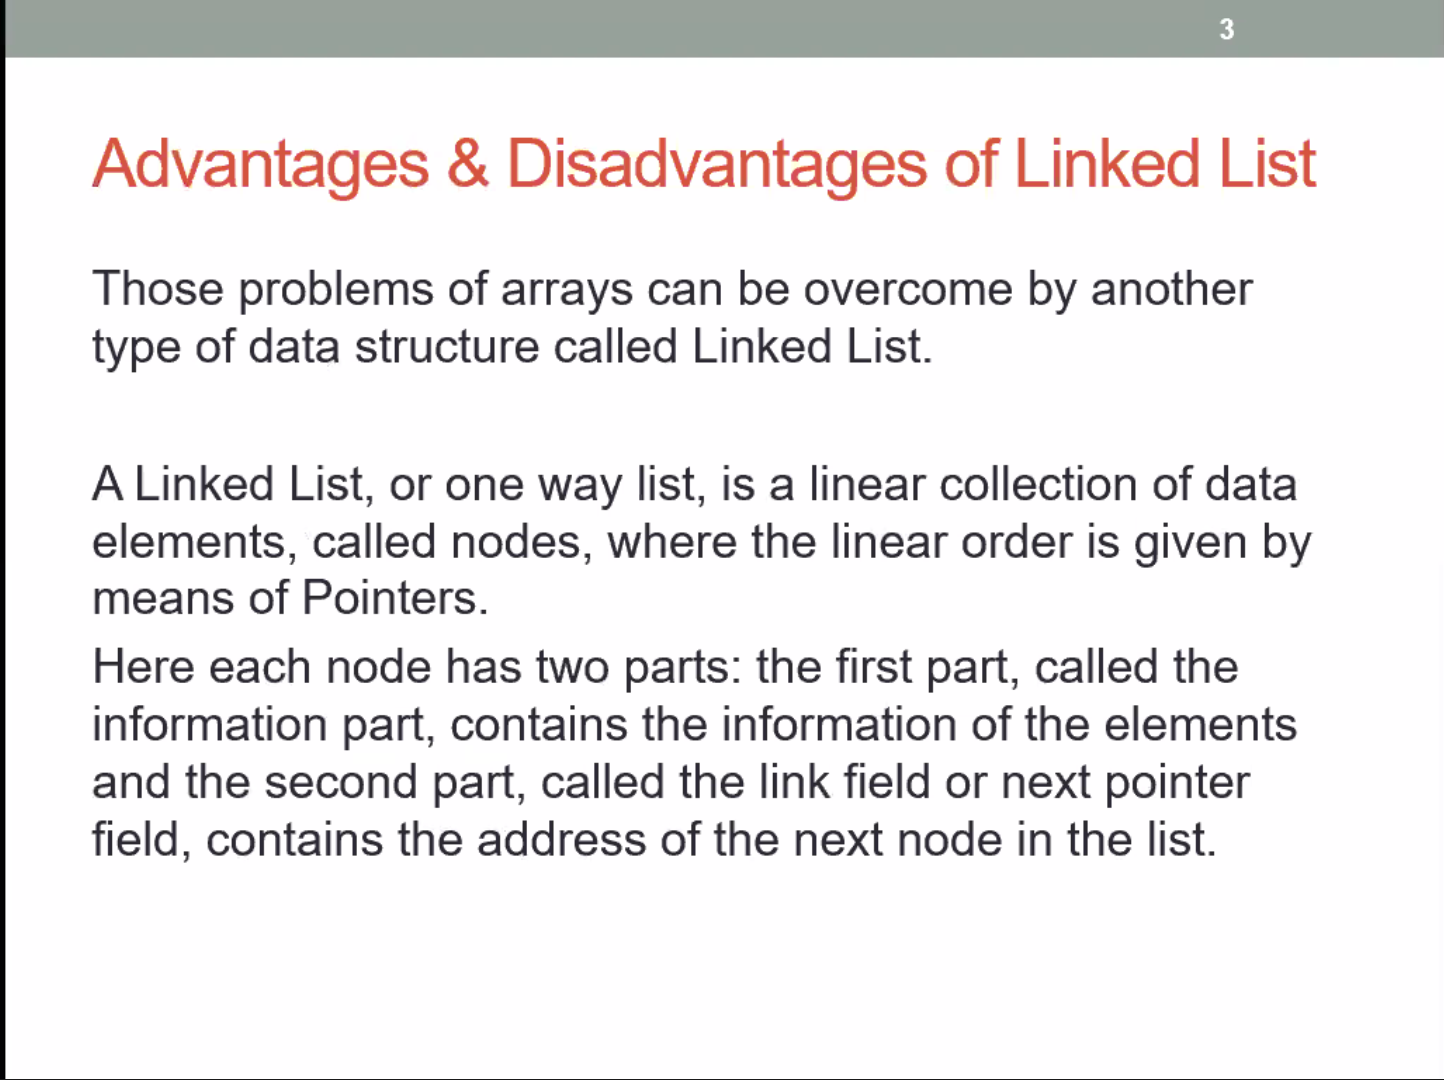 3
Advantages & Disadvantages of Linked List
Those problems of arrays can be overcome by another
type of data structure called Linked List.
A Linked List, or one way list, is a linear collection of data
elements, called nodes, where the linear order is given by
means of Pointers.
Here each node has two parts: the first part, called the
information part, contains the information of the elements
and the second part, called the link field or next pointer
field, contains the address of the next node in the list.